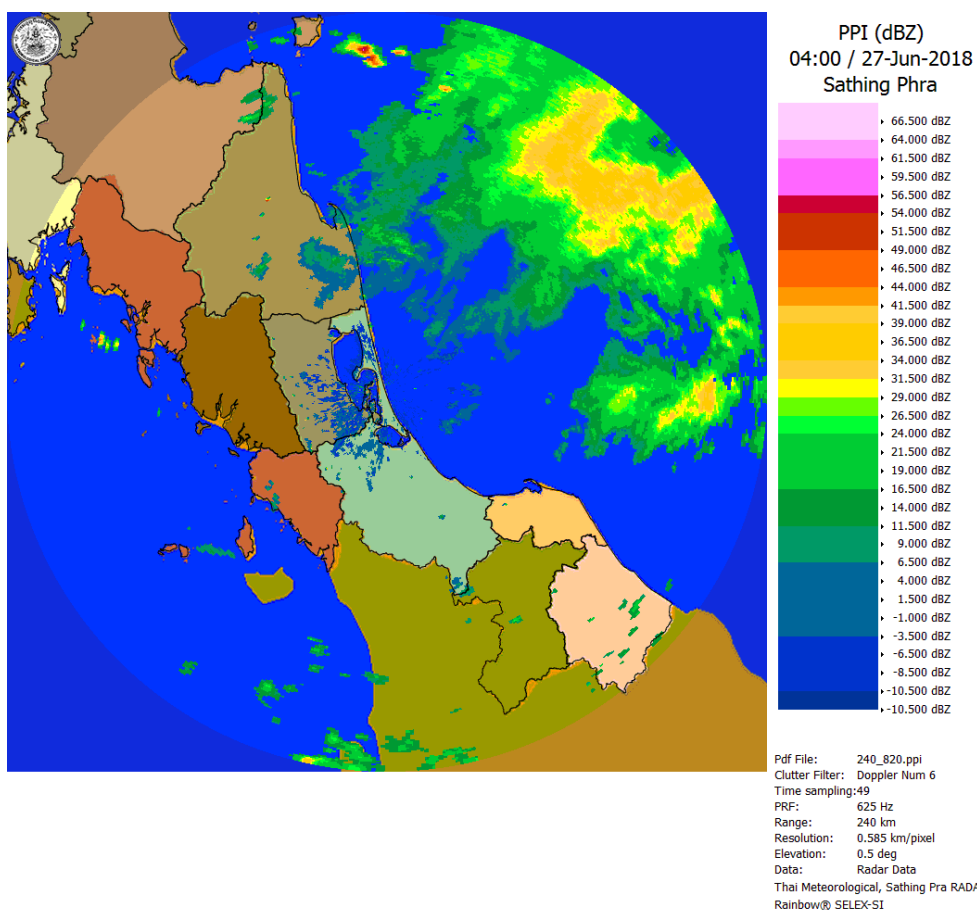 PPI (dBZ)
04:00 / 27-Jun-2018
Sathing Phra
66.500 dBZ
64.000 dBZ
61.500 dBZ
59.500 dBZ
56.500 dBZ
54.000 dBZ
51.500 dBZ
49.000 dBZ
46.500 dBZ
44.000 dBZ
41.500 dBZ
39.000 dBZ
36.500 dBZ
34.000 dBZ
31.500 dBZ
29.000 dBZ
26.500 dBZ
24.000 dBZ
21.500 dBZ
19.000 dBZ
16.500 dBZ
14.000 dBZ
11.500 dBZ
9.000 dBZ
6.500 dBZ
4.000 dBZ
1.500 dBZ
-1.000 dBZ
-3.500 dBZ
-6.500 dBZ
-8.500 dBZ
-10.500 dBZ
-10.500 dBZ
Pdf File: 240_820.ppi
Clutter Filter: Doppler Num 6
Time sampling:49
PRF: 625 Hz
Range: 240 km
Resolution: 0.585 km/pixel
Elevation: 0.5 deg
Data: Radar Data
Thai Meteorological, Sathing Pra RADA
Rainbow® SELEX-SI